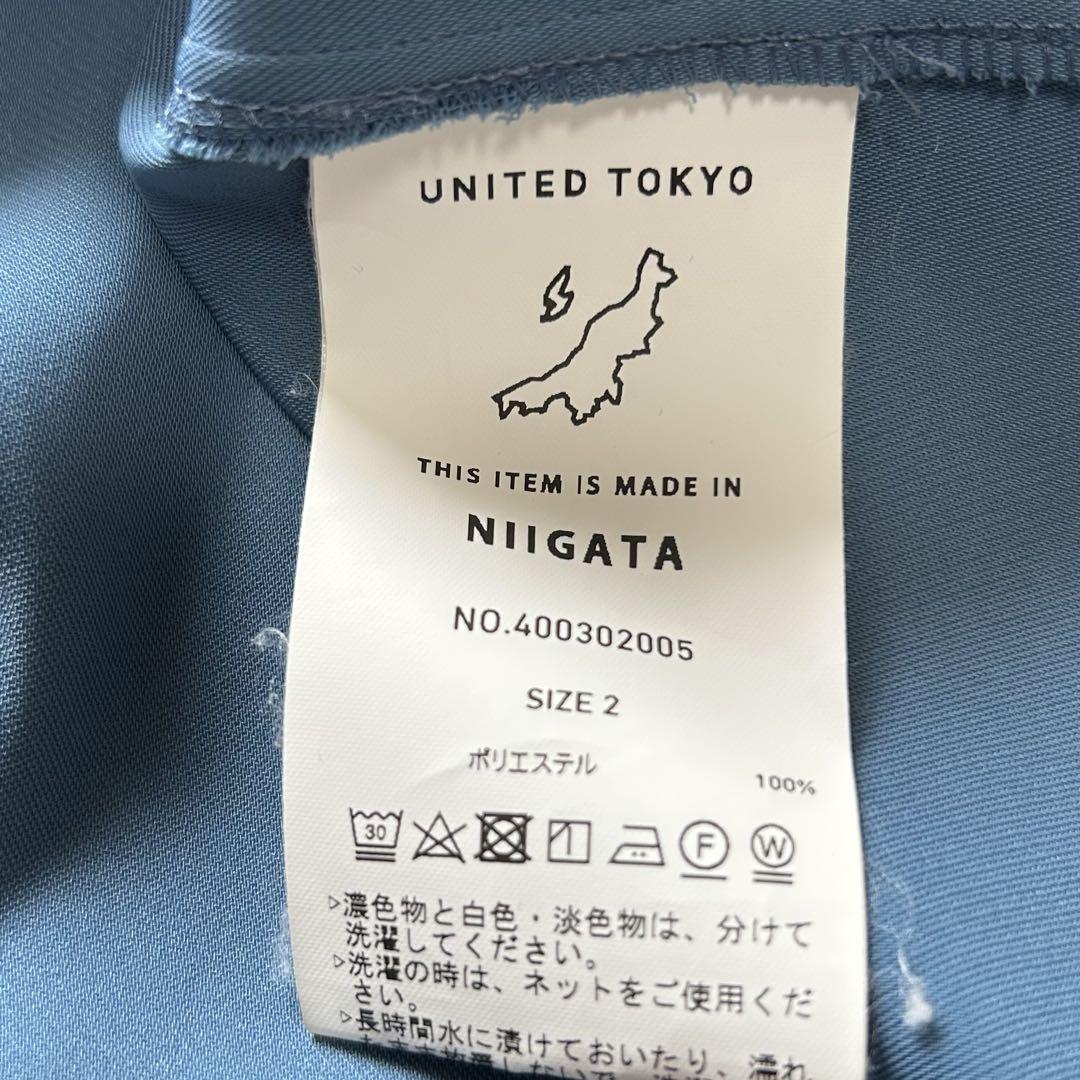 UNITED TOKYO
THIS ITEM IS MADE IN
NIIGATA
NO.400302005
SIZE 2
ポリエステル 100%
30 F W
▷濃色物と白色・淡色物は、分けて
洗濯してください。
▷洗濯の時は、ネットをご使用くだ
さい。
▷長時間水に漬けておいたり、濡れ